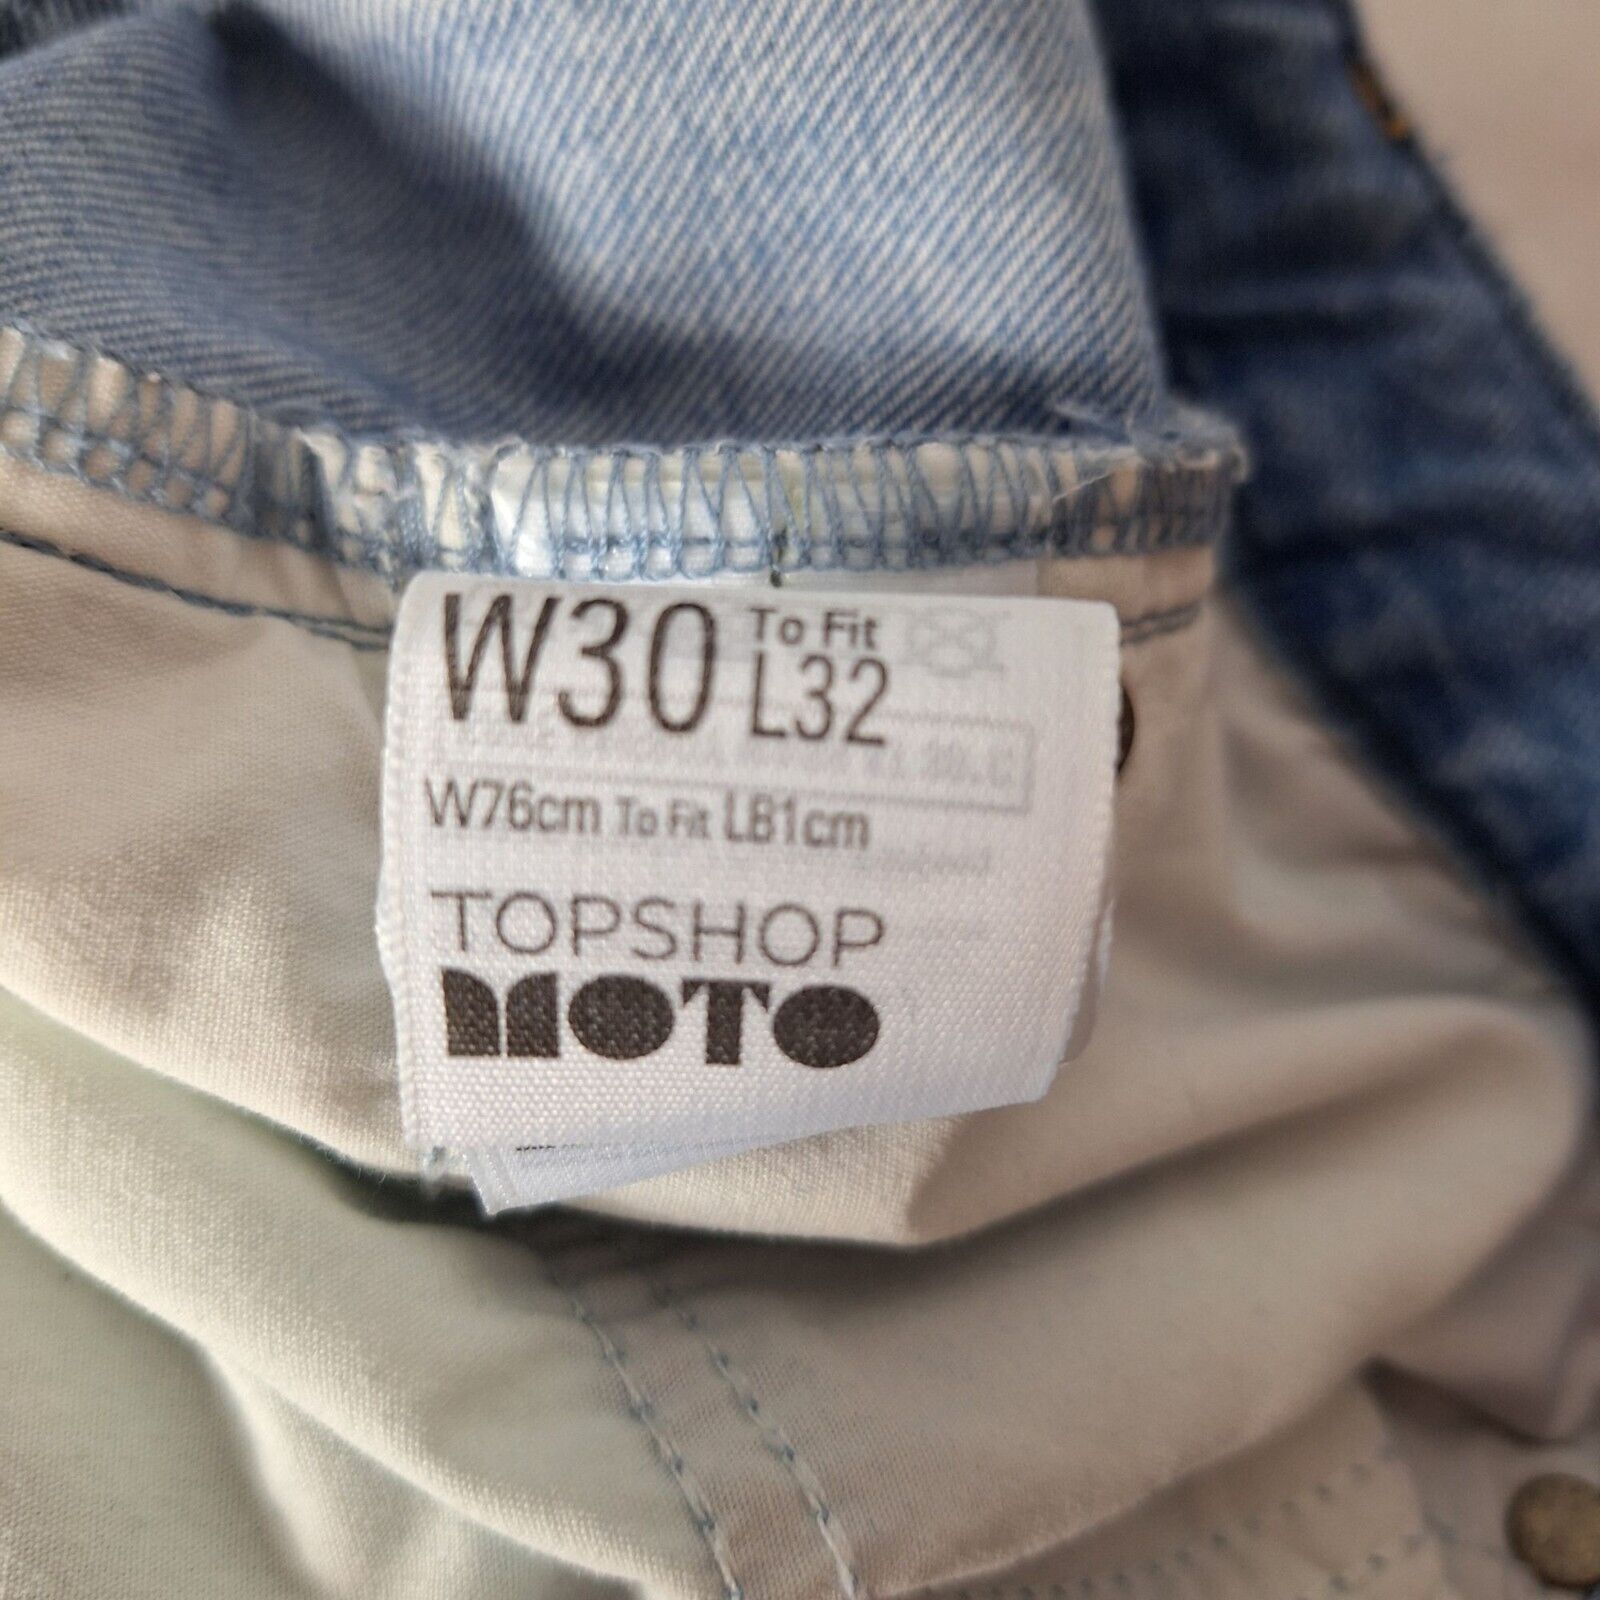 W30 To Fit L32
W76cm To Fit L81cm
TOPSHOP
MOTO